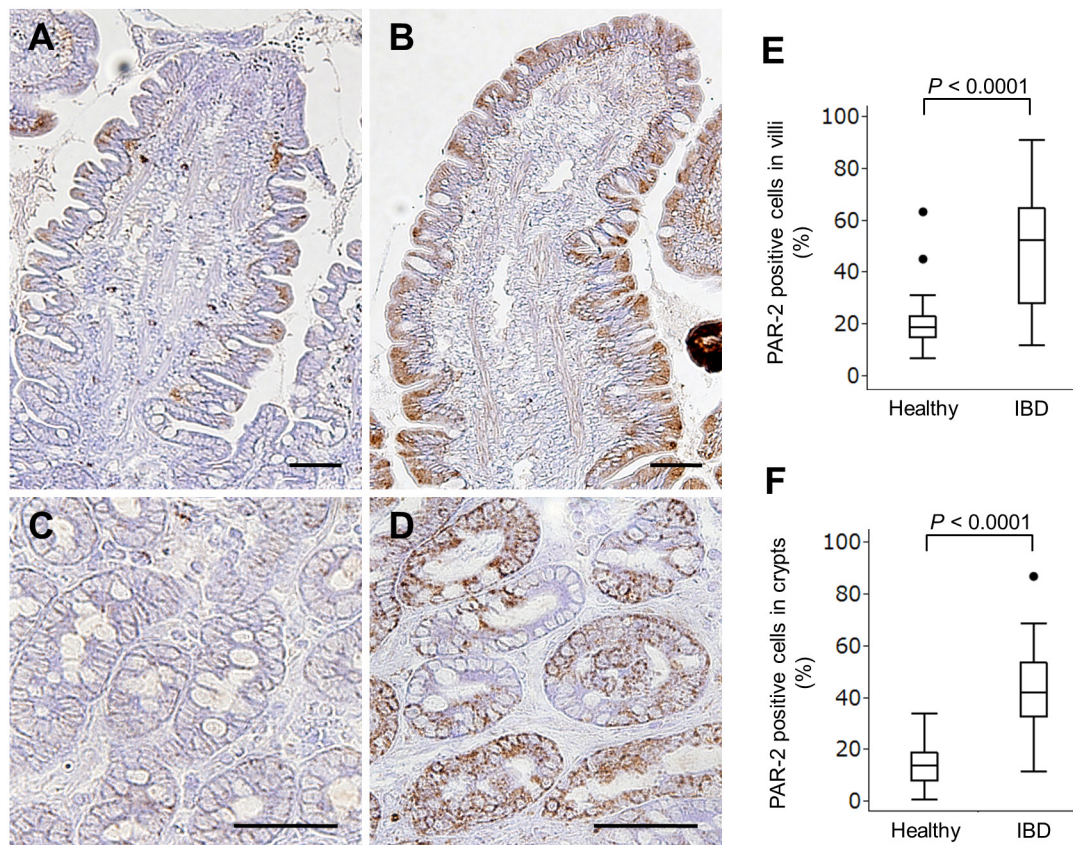 A
B
C
D
E
P < 0.0001
PAR-2 positive cells in villi
(%)
100
80
60
40
20
0
Healthy
IBD
F
P < 0.0001
PAR-2 positive cells in crypts
(%)
100
80
60
40
20
0
Healthy
IBD